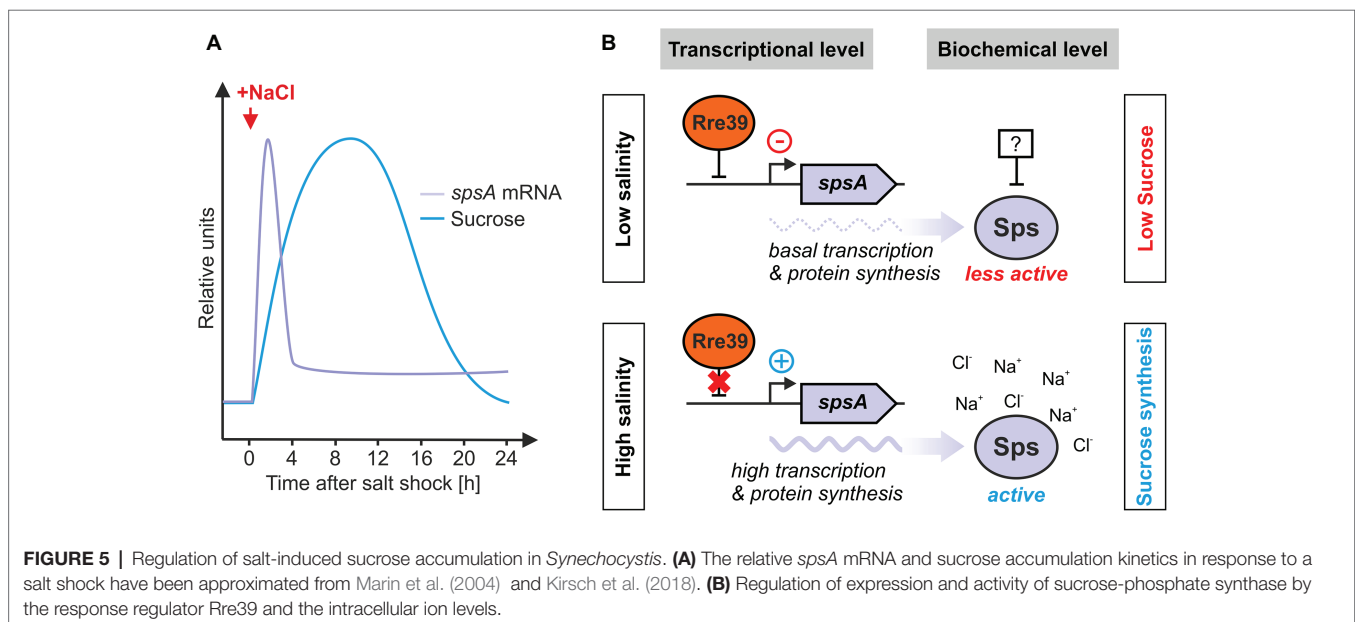 A
+NaCl
Relative units
spsA mRNA
Sucrose
0 4 8 12 16 20 24
Time after salt shock [h]
B
Transcriptional level
Biochemical level
Low salinity
Rre39
-
spsA
basal transcription
& protein synthesis
?
Sps
less active
Low Sucrose
High salinity
Rre39
+
spsA
high transcription
& protein synthesis
Cl-
Na+
Na+
Na+
Cl-
Na+
Cl-
Sps
active
Sucrose synthesis
FIGURE 5 | Regulation of salt-induced sucrose accumulation in Synechocystis. (A) The relative spsA mRNA and sucrose accumulation kinetics in response to a
salt shock have been approximated from Marin et al. (2004) and Kirsch et al. (2018). (B) Regulation of expression and activity of sucrose-phosphate synthase by
the response regulator Rre39 and the intracellular ion levels.